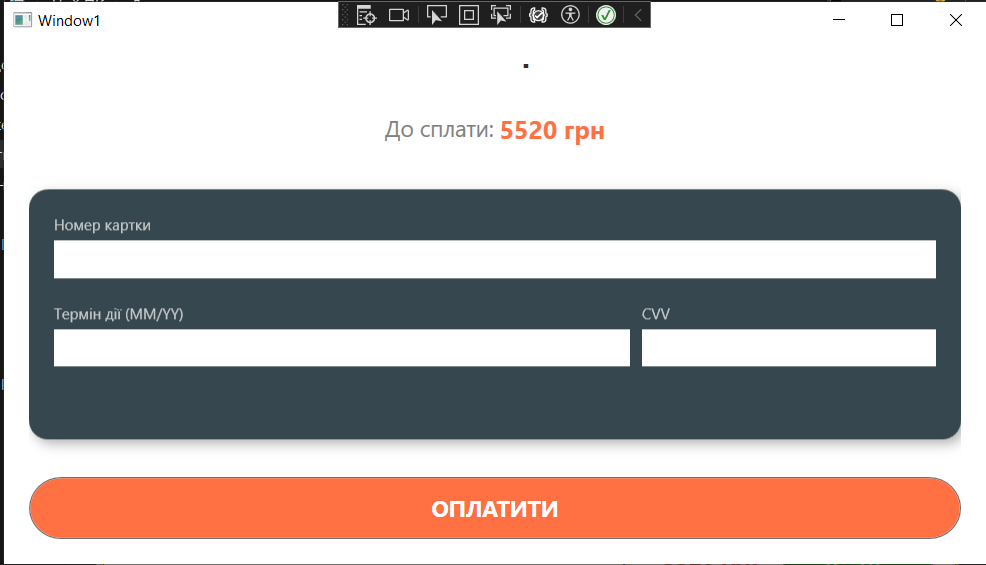 Window1
До сплати: 5520 грн
Номер картки
Термін дії (MM/YY)
CVV
ОПЛАТИТИ